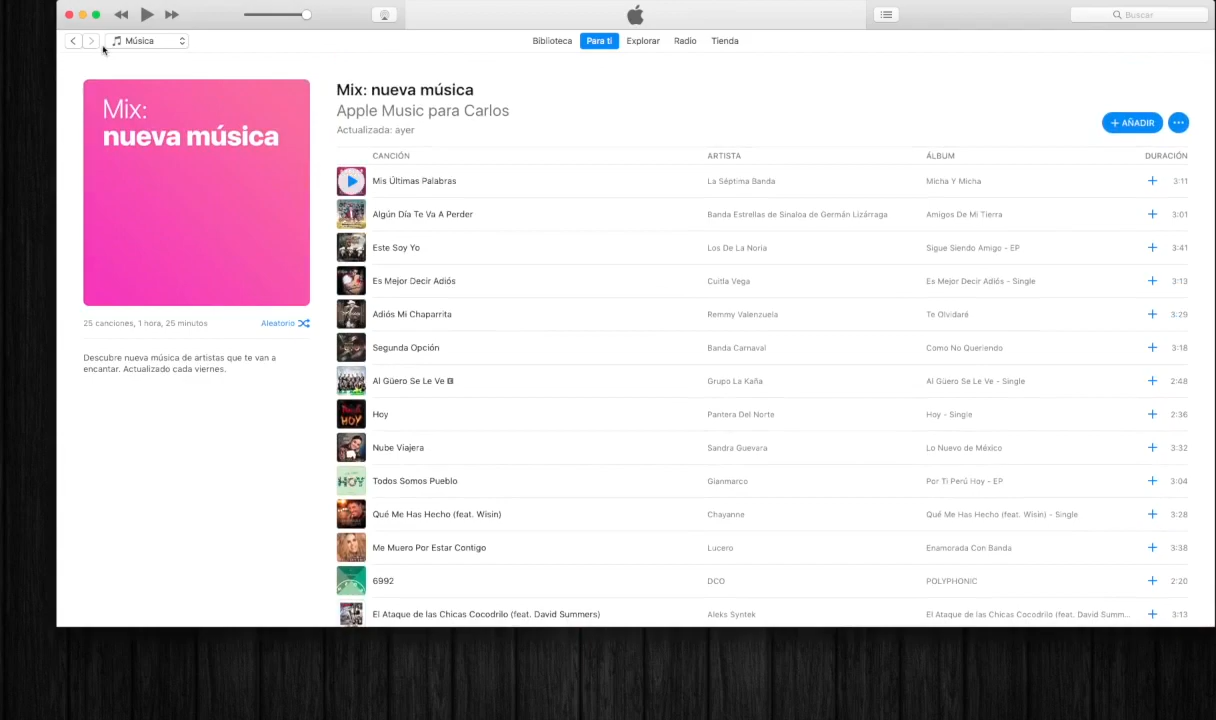 Buscar
Música
Biblioteca Para ti Explorar Radio Tienda
Mix:
nueva música
25 canciones, 1 hora, 25 minutos Aleatorio
Descubre nueva música de artistas que te van a
encantar. Actualizado cada viernes.
Mix: nueva música
Apple Music para Carlos
Actualizada: ayer
+ AÑADIR ···
CANCIÓN ARTISTA ÁLBUM DURACIÓN
Mis Últimas Palabras La Séptima Banda Micha Y Micha + 3:11
Algún Día Te Va A Perder Banda Estrellas de Sinaloa de Germán Lizárraga Amigos De Mi Tierra + 3:01
Este Soy Yo Los De La Noria Sigue Siendo Amigo - EP + 3:41
Es Mejor Decir Adiós Cuitla Vega Es Mejor Decir Adiós - Single + 3:13
Adiós Mi Chaparrita Remmy Valenzuela Te Olvidaré + 3:29
Segunda Opción Banda Carnaval Como No Queriendo + 3:18
Al Güero Se Le Ve 🅴 Grupo La Kaña Al Güero Se Le Ve - Single + 2:48
Hoy Pantera Del Norte Hoy - Single + 2:36
Nube Viajera Sandra Guevara Lo Nuevo de México + 3:32
HOY
Todos Somos Pueblo Gianmarco Por Ti Perú Hoy - EP + 3:04
Qué Me Has Hecho (feat. Wisin) Chayanne Qué Me Has Hecho (feat. Wisin) - Single + 3:28
Me Muero Por Estar Contigo Lucero Enamorada Con Banda + 3:38
6992 DCO POLYPHONIC + 2:20
El Ataque de las Chicas Cocodrilo (feat. David Summers) Aleks Syntek El Ataque de las Chicas Cocodrilo (feat. David Summ... + 3:13